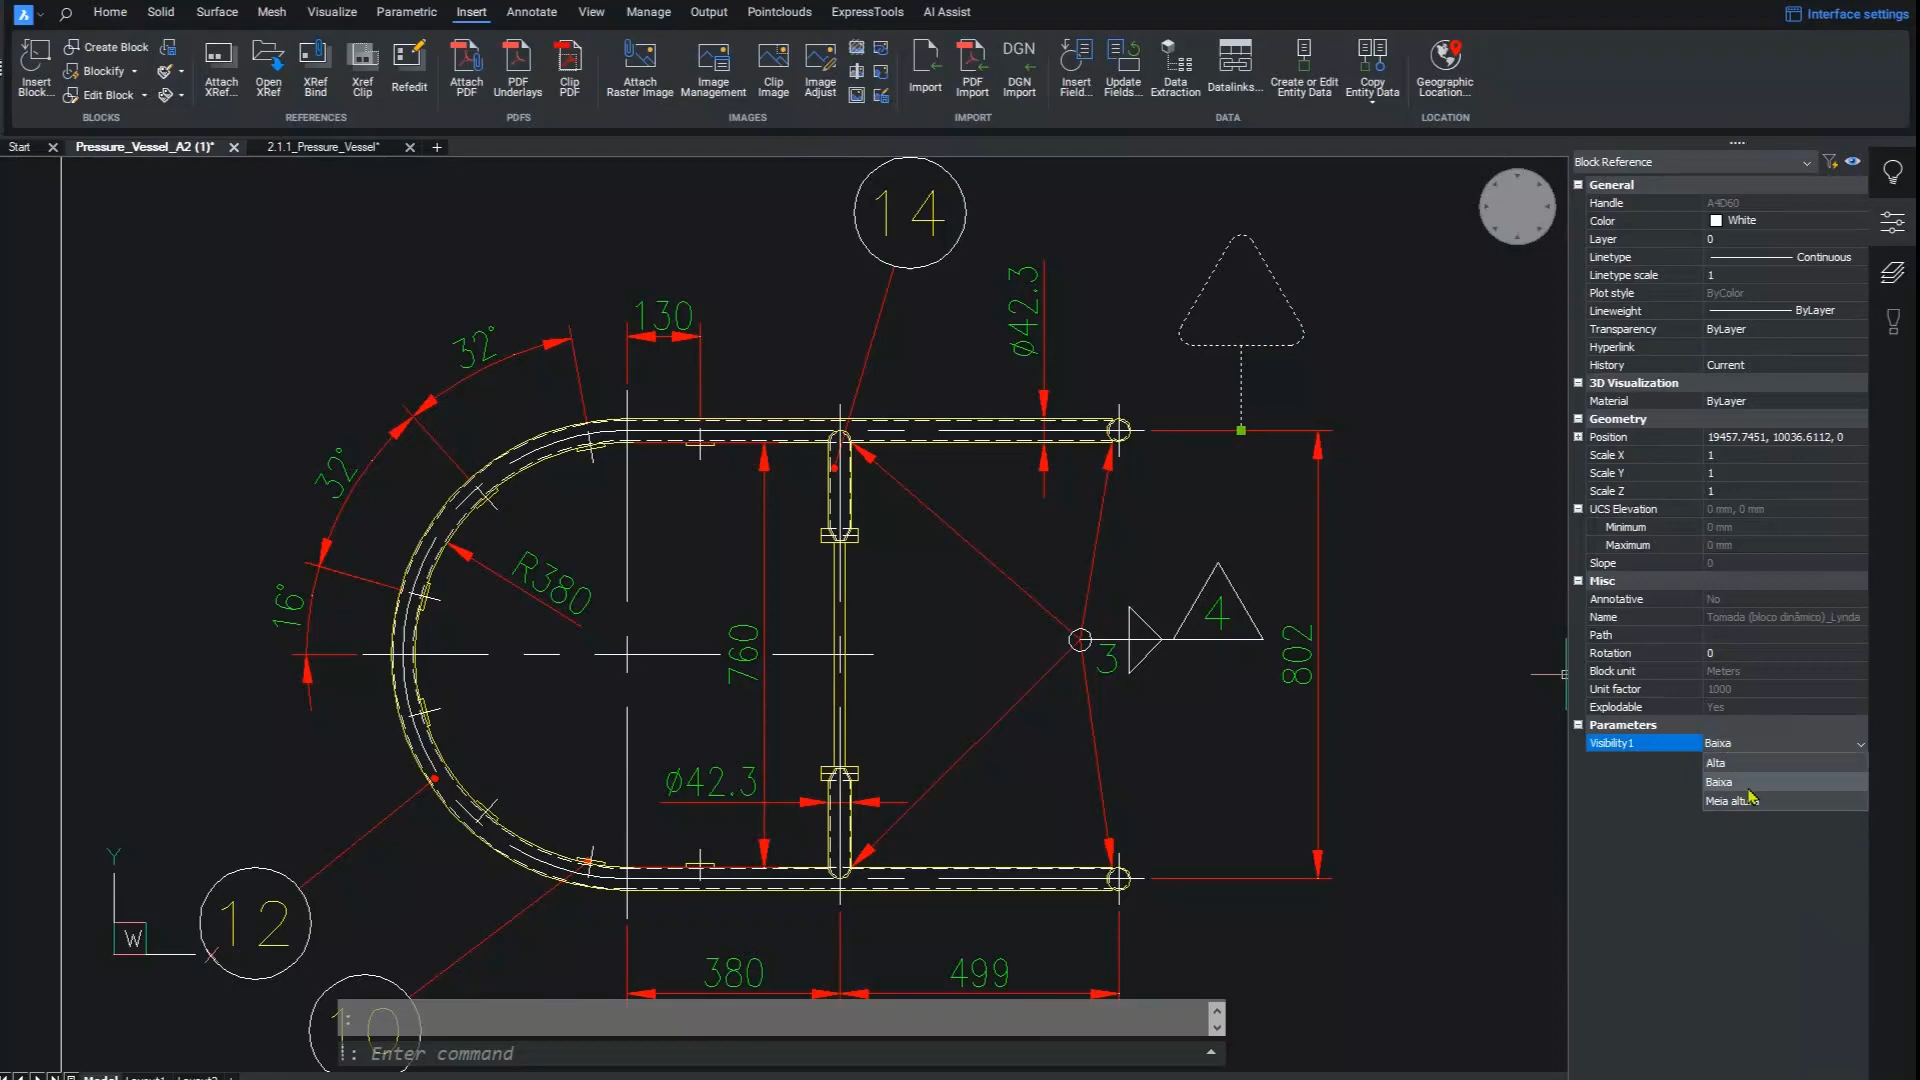 Home Solid Surface Mesh Visualize Parametric Insert Annotate View Manage Output Pointclouds ExpressTools AI Assist Interface settings
Insert Block... Create Block Blockify Edit Block
Attach XRef... Open XRef XRef Bind Xref Clip Refedit
Attach PDF PDF Underlays Clip PDF
Attach Raster Image Image Management Clip Image Image Adjust
Import PDF Import DGN DGN Import
Insert Field... Update Fields... Data Extraction Datalinks... Create or Edit Entity Data Copy Entity Data
Geographic Location...
BLOCKS REFERENCES PDFS IMAGES IMPORT DATA LOCATION
Start Pressure_Vessel_A2 (1)* 2.1.1_Pressure_Vessel*
14
130
ø42.3
32°
32°
16°
R380
760
3
4
802
ø42.3
12
380
499
10
Y
W
X
:
: Enter command
Model Layout1 Layout2
Block Reference
General
Handle A4D60
Color White
Layer 0
Linetype Continuous
Linetype scale 1
Plot style ByColor
Lineweight ByLayer
Transparency ByLayer
Hyperlink
History Current
3D Visualization
Material ByLayer
Geometry
Position 19457.7451, 10036.6112, 0
Scale X 1
Scale Y 1
Scale Z 1
UCS Elevation 0 mm, 0 mm
Minimum 0 mm
Maximum 0 mm
Slope 0
Misc
Annotative No
Name Tomada (bloco dinâmico)_Lynda
Path
Rotation 0
Block unit Meters
Unit factor 1000
Explodable Yes
Parameters
Visibility1 Baixa
Alta
Baixa
Meia